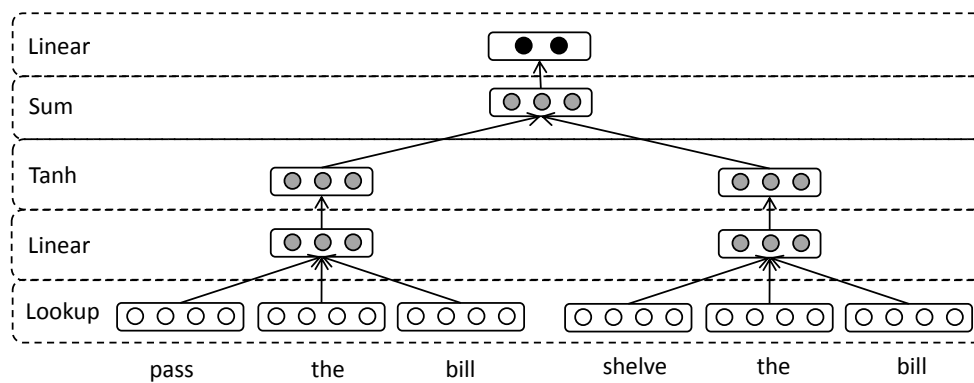 Linear
Sum
Tanh
Linear
Lookup
pass the bill shelve the bill